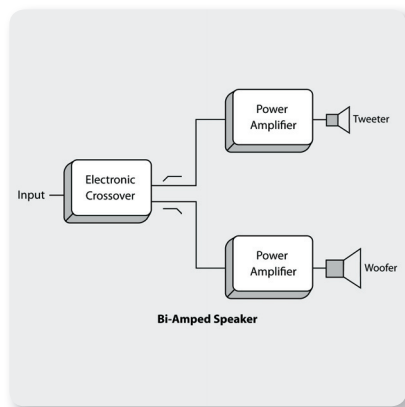 Power
Amplifier
Tweeter
Electronic
Crossover
Input
Power
Amplifier
Woofer
Bi-Amped Speaker